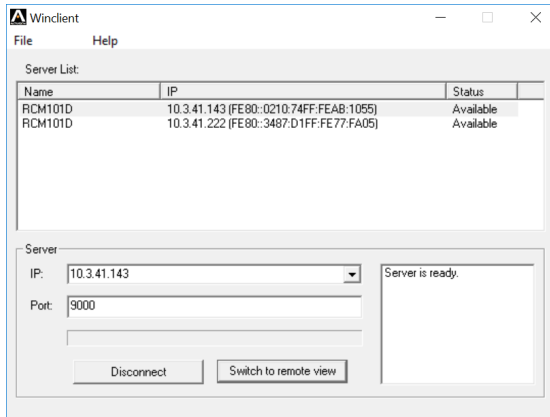 Winclient
File Help
Server List:
Name IP Status
RCM101D 10.3.41.143 (FE80::0210:74FF:FEAB:1055) Available
RCM101D 10.3.41.222 (FE80::3487:D1FF:FE77:FA05) Available
Server
IP: 10.3.41.143
Server is ready.
Port: 9000
Disconnect Switch to remote view